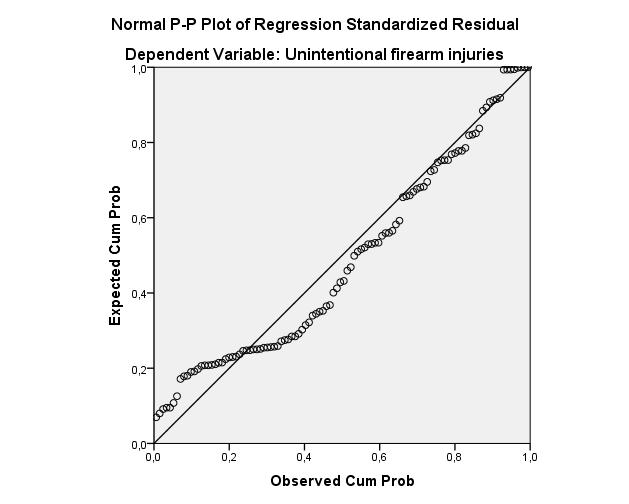 Normal P-P Plot of Regression Standardized Residual
Dependent Variable: Unintentional firearm injuries
1,0
0,8
0,6
0,4
0,2
0,0
Expected Cum Prob
0,0 0,2 0,4 0,6 0,8 1,0
Observed Cum Prob